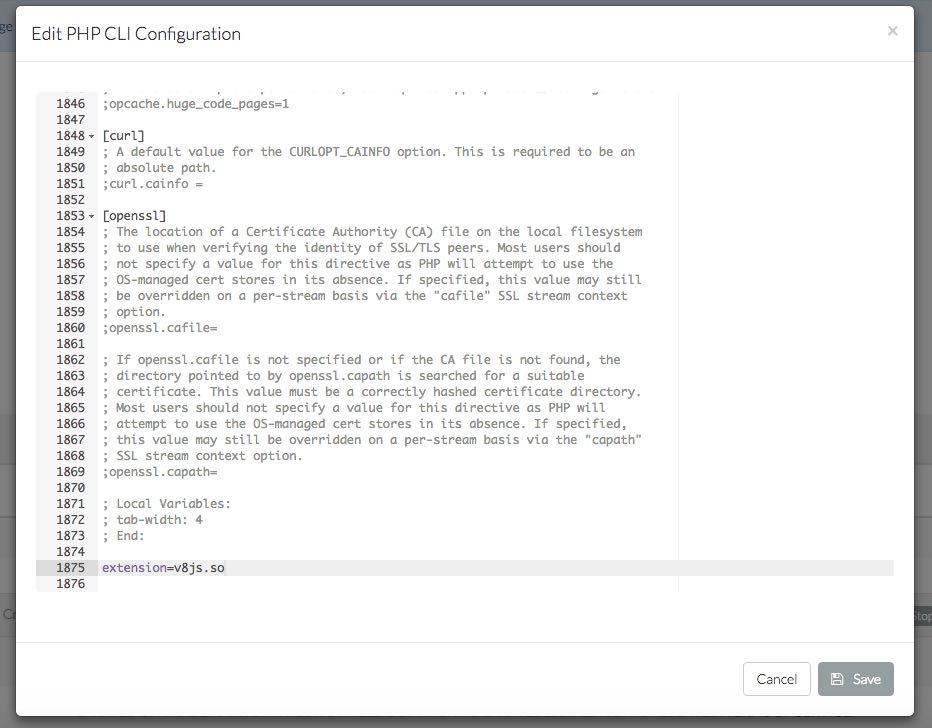 ge
Edit PHP CLI Configuration
×
1846 ;opcache.huge_code_pages=1
1847
1848 [curl]
1849 ; A default value for the CURLOPT_CAINFO option. This is required to be an
1850 ; absolute path.
1851 ;curl.cainfo =
1852
1853 [openssl]
1854 ; The location of a Certificate Authority (CA) file on the local filesystem
1855 ; to use when verifying the identity of SSL/TLS peers. Most users should
1856 ; not specify a value for this directive as PHP will attempt to use the
1857 ; OS-managed cert stores in its absence. If specified, this value may still
1858 ; be overridden on a per-stream basis via the "cafile" SSL stream context
1859 ; option.
1860 ;openssl.cafile=
1861
1862 ; If openssl.cafile is not specified or if the CA file is not found, the
1863 ; directory pointed to by openssl.capath is searched for a suitable
1864 ; certificate. This value must be a correctly hashed certificate directory.
1865 ; Most users should not specify a value for this directive as PHP will
1866 ; attempt to use the OS-managed cert stores in its absence. If specified,
1867 ; this value may still be overridden on a per-stream basis via the "capath"
1868 ; SSL stream context option.
1869 ;openssl.capath=
1870
1871 ; Local Variables:
1872 ; tab-width: 4
1873 ; End:
1874
1875 extension=v8js.so
1876
Cr
Stop
Cancel
Save